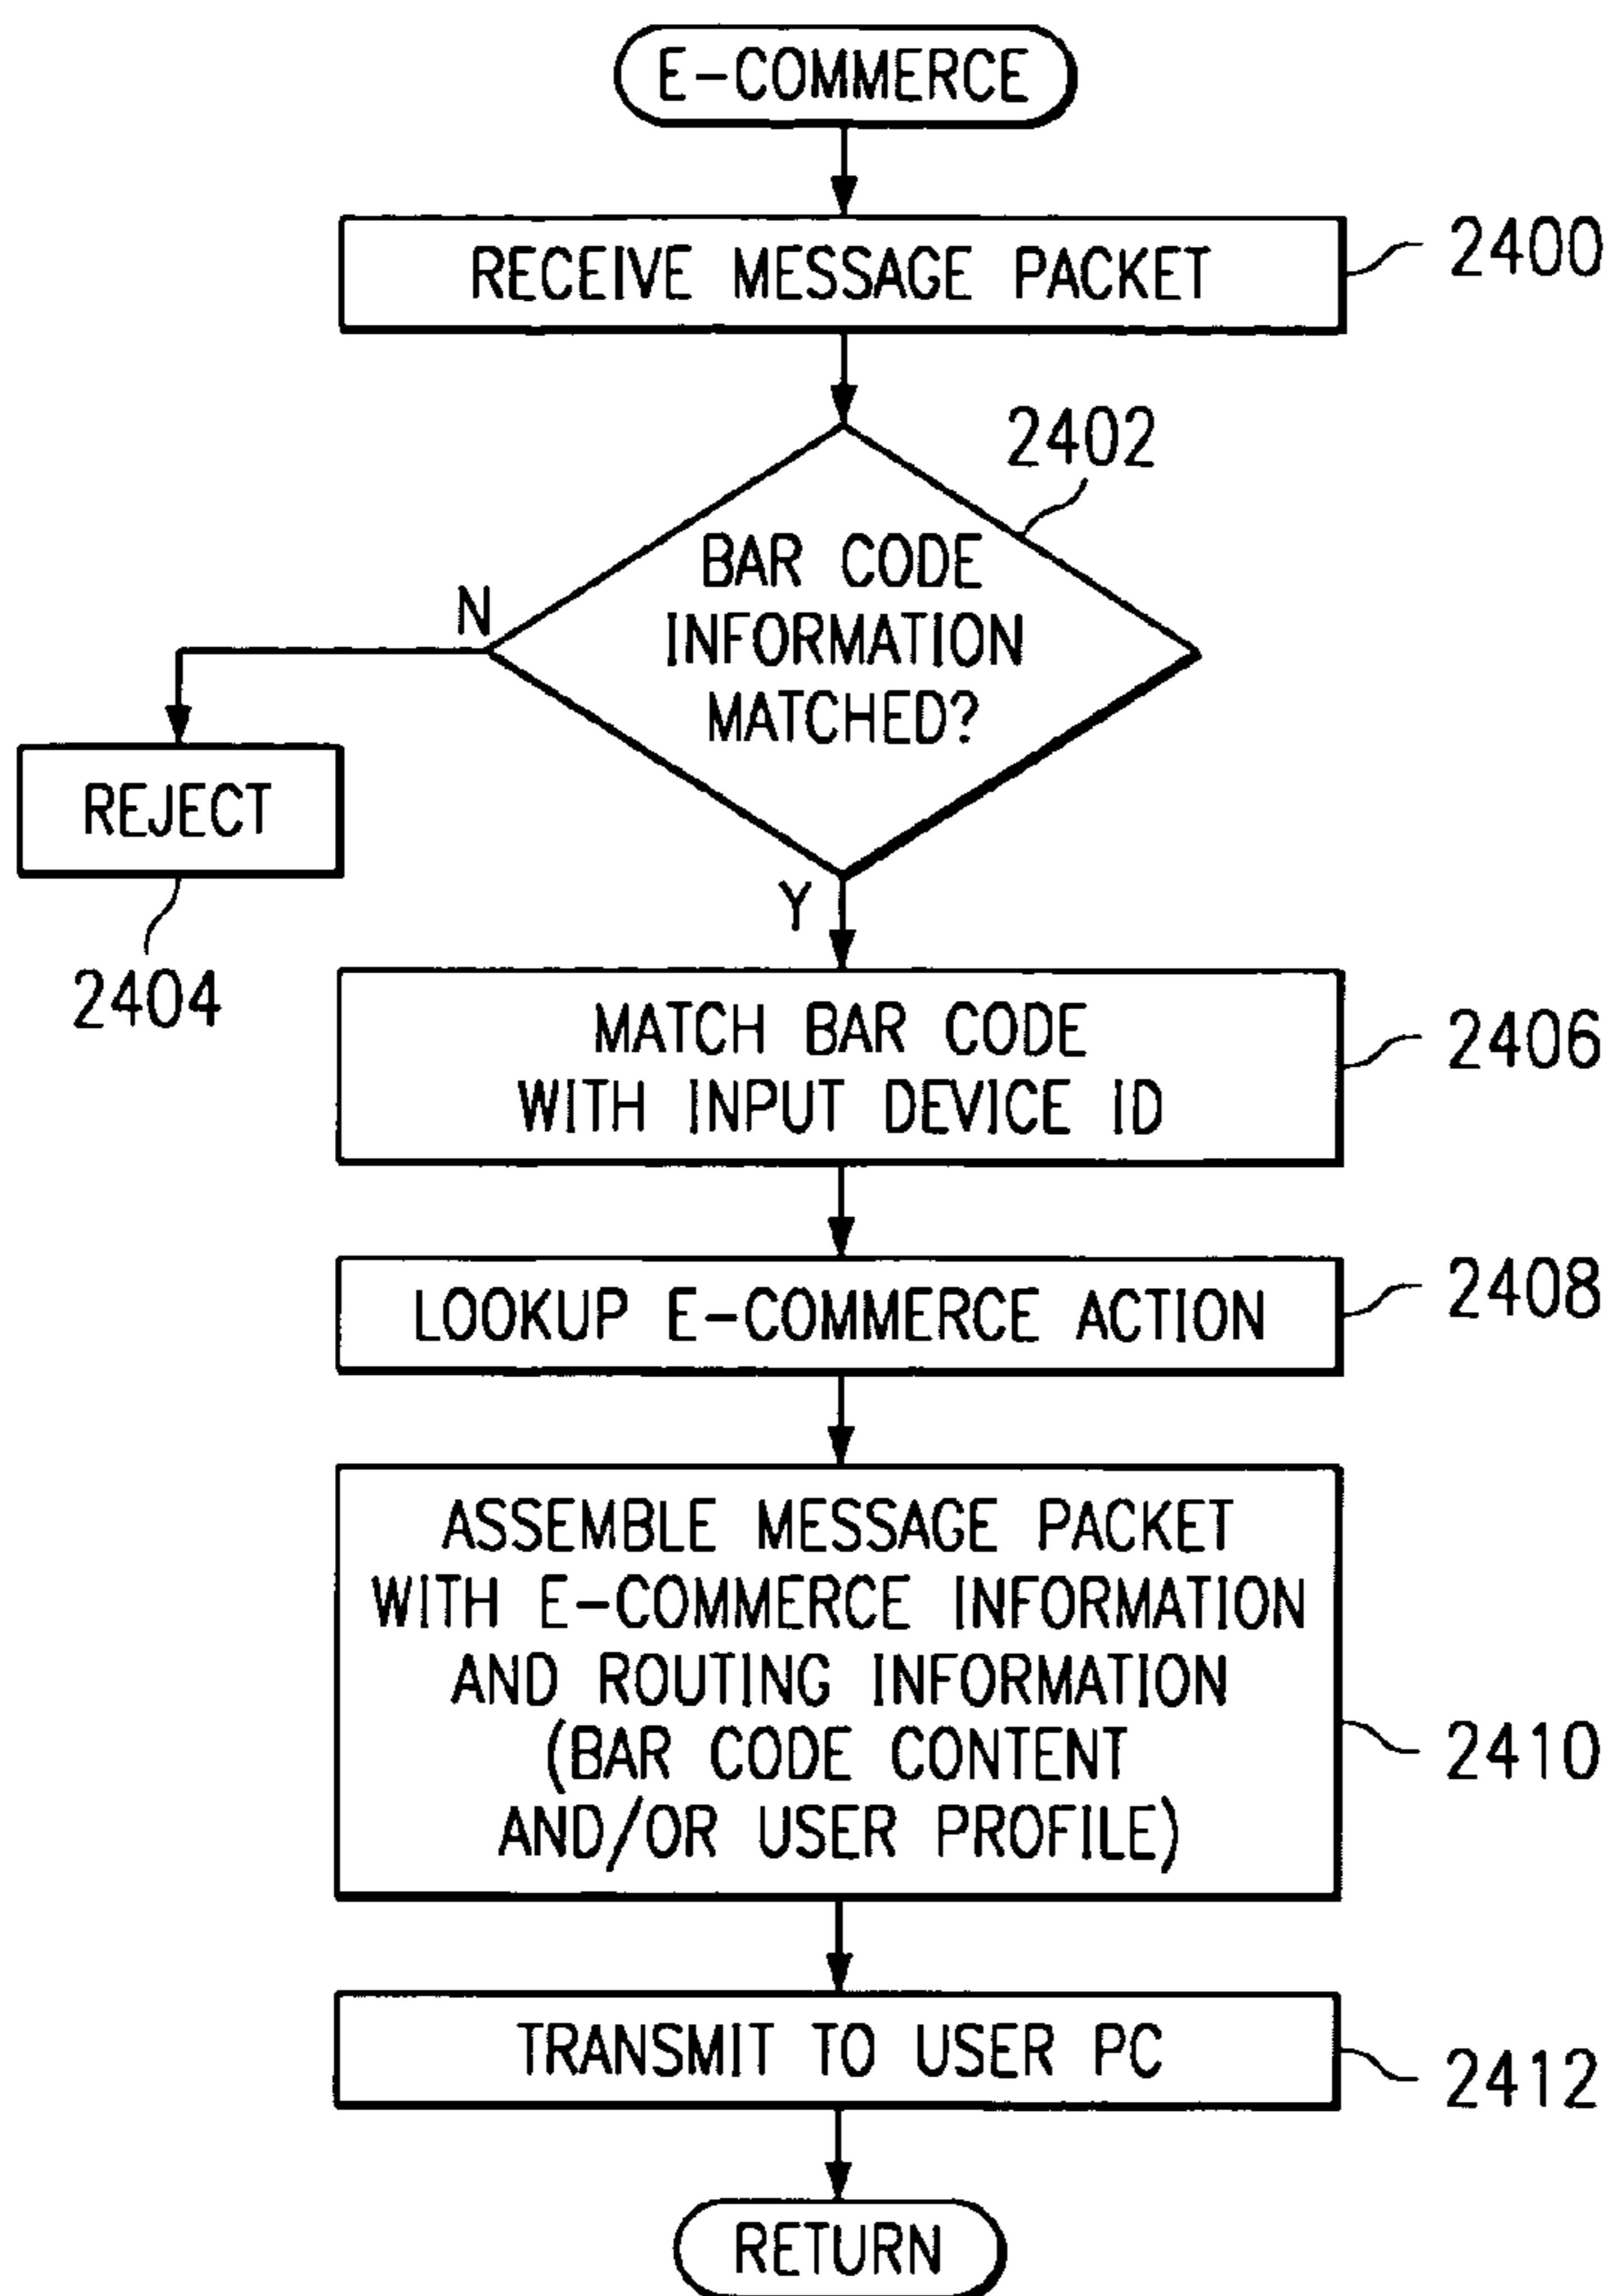 E-COMMERCE
RECEIVE MESSAGE PACKET
2400
2402
BAR CODE
INFORMATION
MATCHED?
N
REJECT
2404
Y
MATCH BAR CODE
WITH INPUT DEVICE ID
2406
LOOKUP E-COMMERCE ACTION
2408
ASSEMBLE MESSAGE PACKET
WITH E-COMMERCE INFORMATION
AND ROUTING INFORMATION
(BAR CODE CONTENT
AND/OR USER PROFILE)
2410
TRANSMIT TO USER PC
2412
RETURN